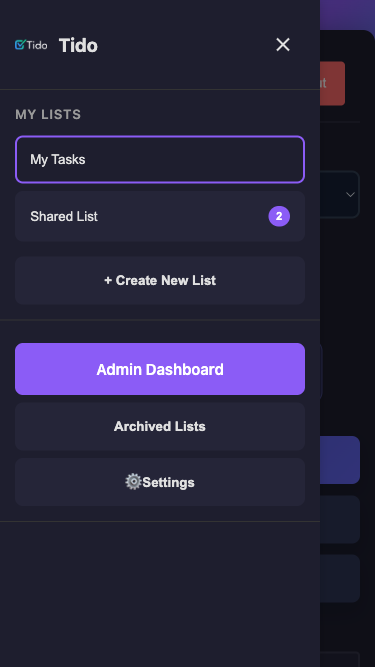 Tido Tido ×
MY LISTS
My Tasks
Shared List 2
+ Create New List
Admin Dashboard
Archived Lists
⚙Settings